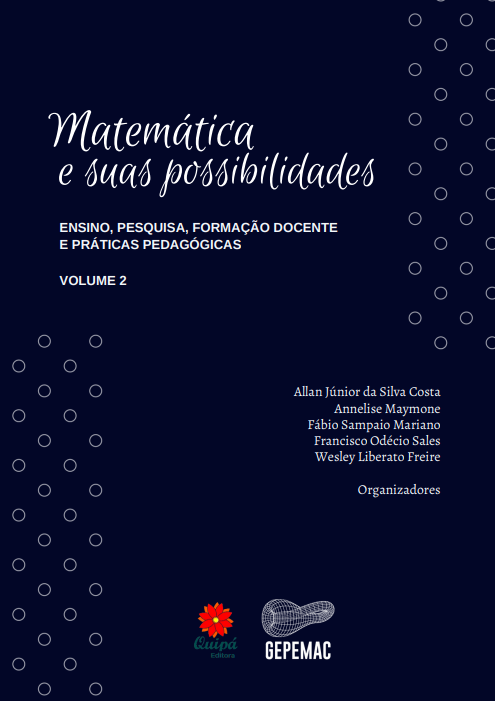 Matemática
e suas possibilidades
ENSINO, PESQUISA, FORMAÇÃO DOCENTE
E PRÁTICAS PEDAGÓGICAS
VOLUME 2
Allan Júnior da Silva Costa
Annelise Maymone
Fábio Sampaio Mariano
Francisco Odécio Sales
Wesley Liberato Freire
Organizadores
Quipá
Editora
GEPEMAC